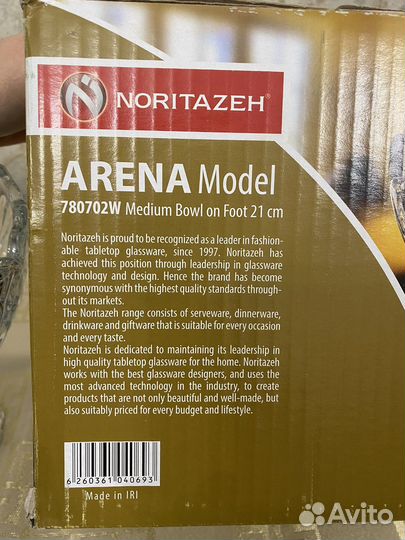 NORITAZEH®
ARENA Model
780702W Medium Bowl on Foot 21 cm
Noritazeh is proud to be recognized as a leader in fashion-
able tabletop glassware, since 1997. Noritazeh has
achieved this position through leadership in glassware
technology and design. Hence the brand has become
synonymous with the highest quality standards through-
out its markets.
The Noritazeh range consists of serveware, dinnerware,
drinkware and giftware that is suitable for every occasion
and every taste.
Noritazeh is dedicated to maintaining its leadership in
high quality tabletop glassware for the home. Noritazeh
works with the best glassware designers, and uses the
most advanced technology in the industry, to create
products that are not only beautiful and well-made, but
also suitably priced for every budget and lifestyle.
6 260361 040693
Made in IRI
Avito